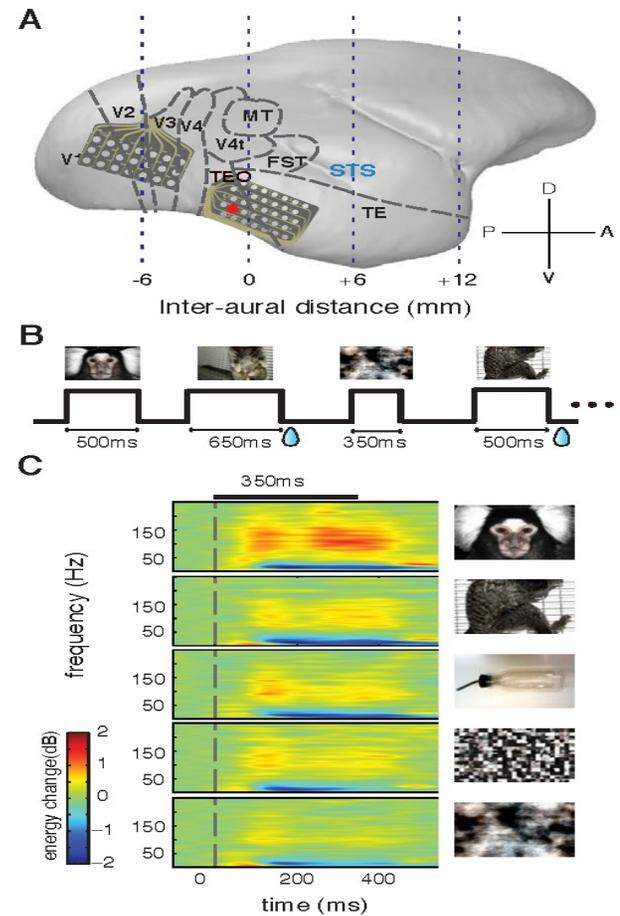 A
V2
V3
V4
MT
V4t
V1
FST
STS
TEO
TE
D
P
A
V
-6
0
+6
+12
Inter-aural distance (mm)
B
500ms
650ms
350ms
500ms
C
350ms
150
50
150
50
150
50
150
50
150
50
frequency (Hz)
energy change(dB)
2
1
0
−1
−2
0
200
400
time (ms)